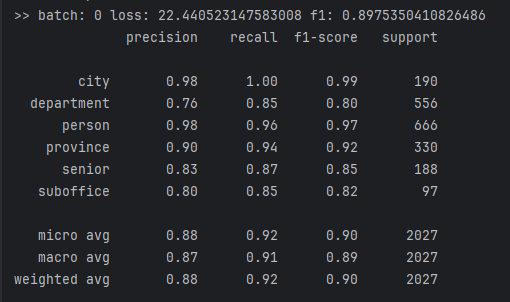 >> batch: 0 loss: 22.440523147583008 f1: 0.8975350410826486
precision recall f1-score support
city 0.98 1.00 0.99 190
department 0.76 0.85 0.80 556
person 0.98 0.96 0.97 666
province 0.90 0.94 0.92 330
senior 0.83 0.87 0.85 188
suboffice 0.80 0.85 0.82 97
micro avg 0.88 0.92 0.90 2027
macro avg 0.87 0.91 0.89 2027
weighted avg 0.88 0.92 0.90 2027